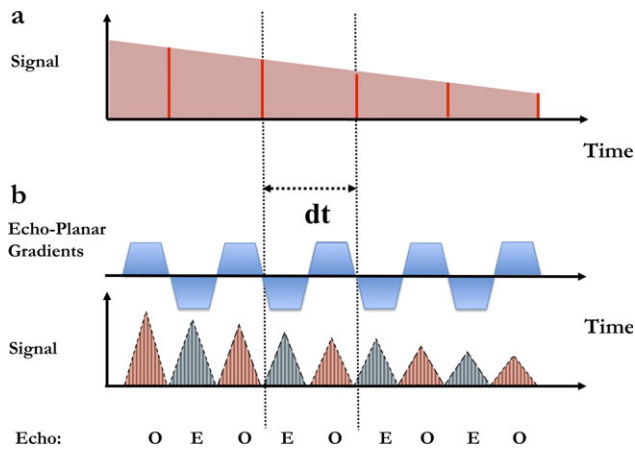 a
Signal
Time
b
dt
Echo-Planar
Gradients
Time
Signal
Echo: O E O E O E O E O